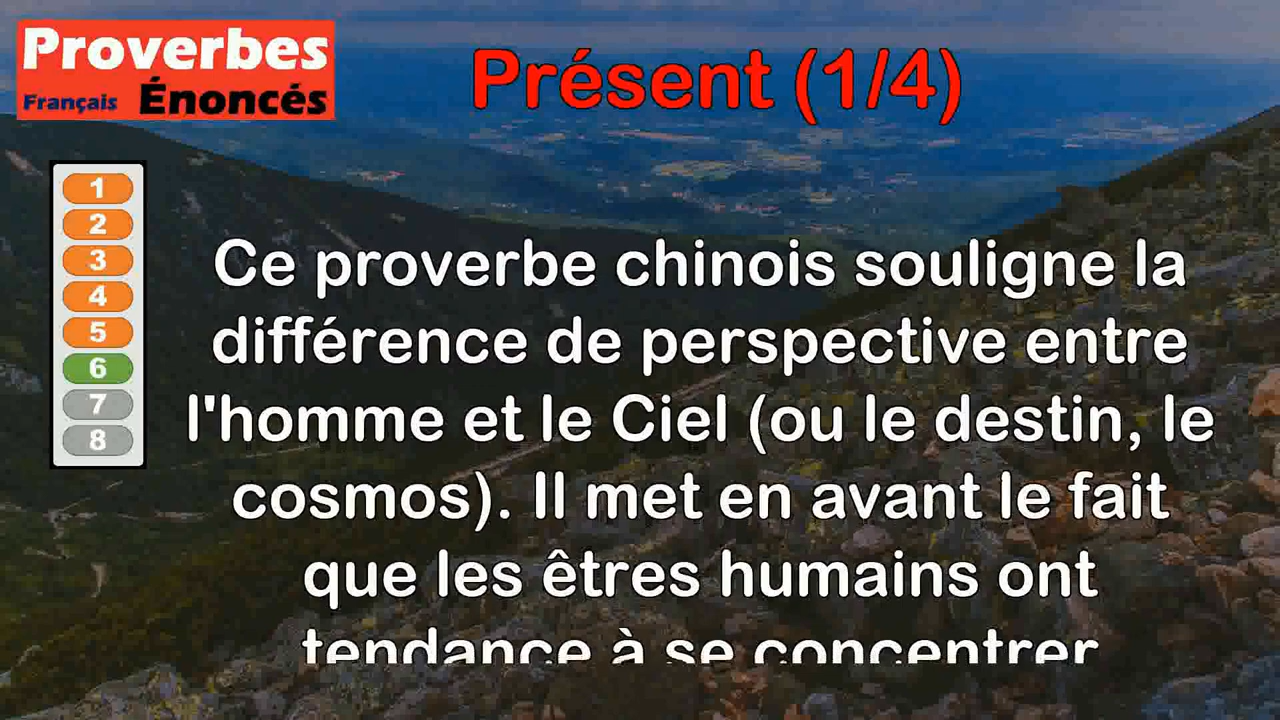 Proverbes
Français Énoncés
Présent (1/4)
1
2
3
4
5
6
7
8
Ce proverbe chinois souligne la
différence de perspective entre
l'homme et le Ciel (ou le destin, le
cosmos). Il met en avant le fait
que les êtres humains ont
tendance à se concentrer